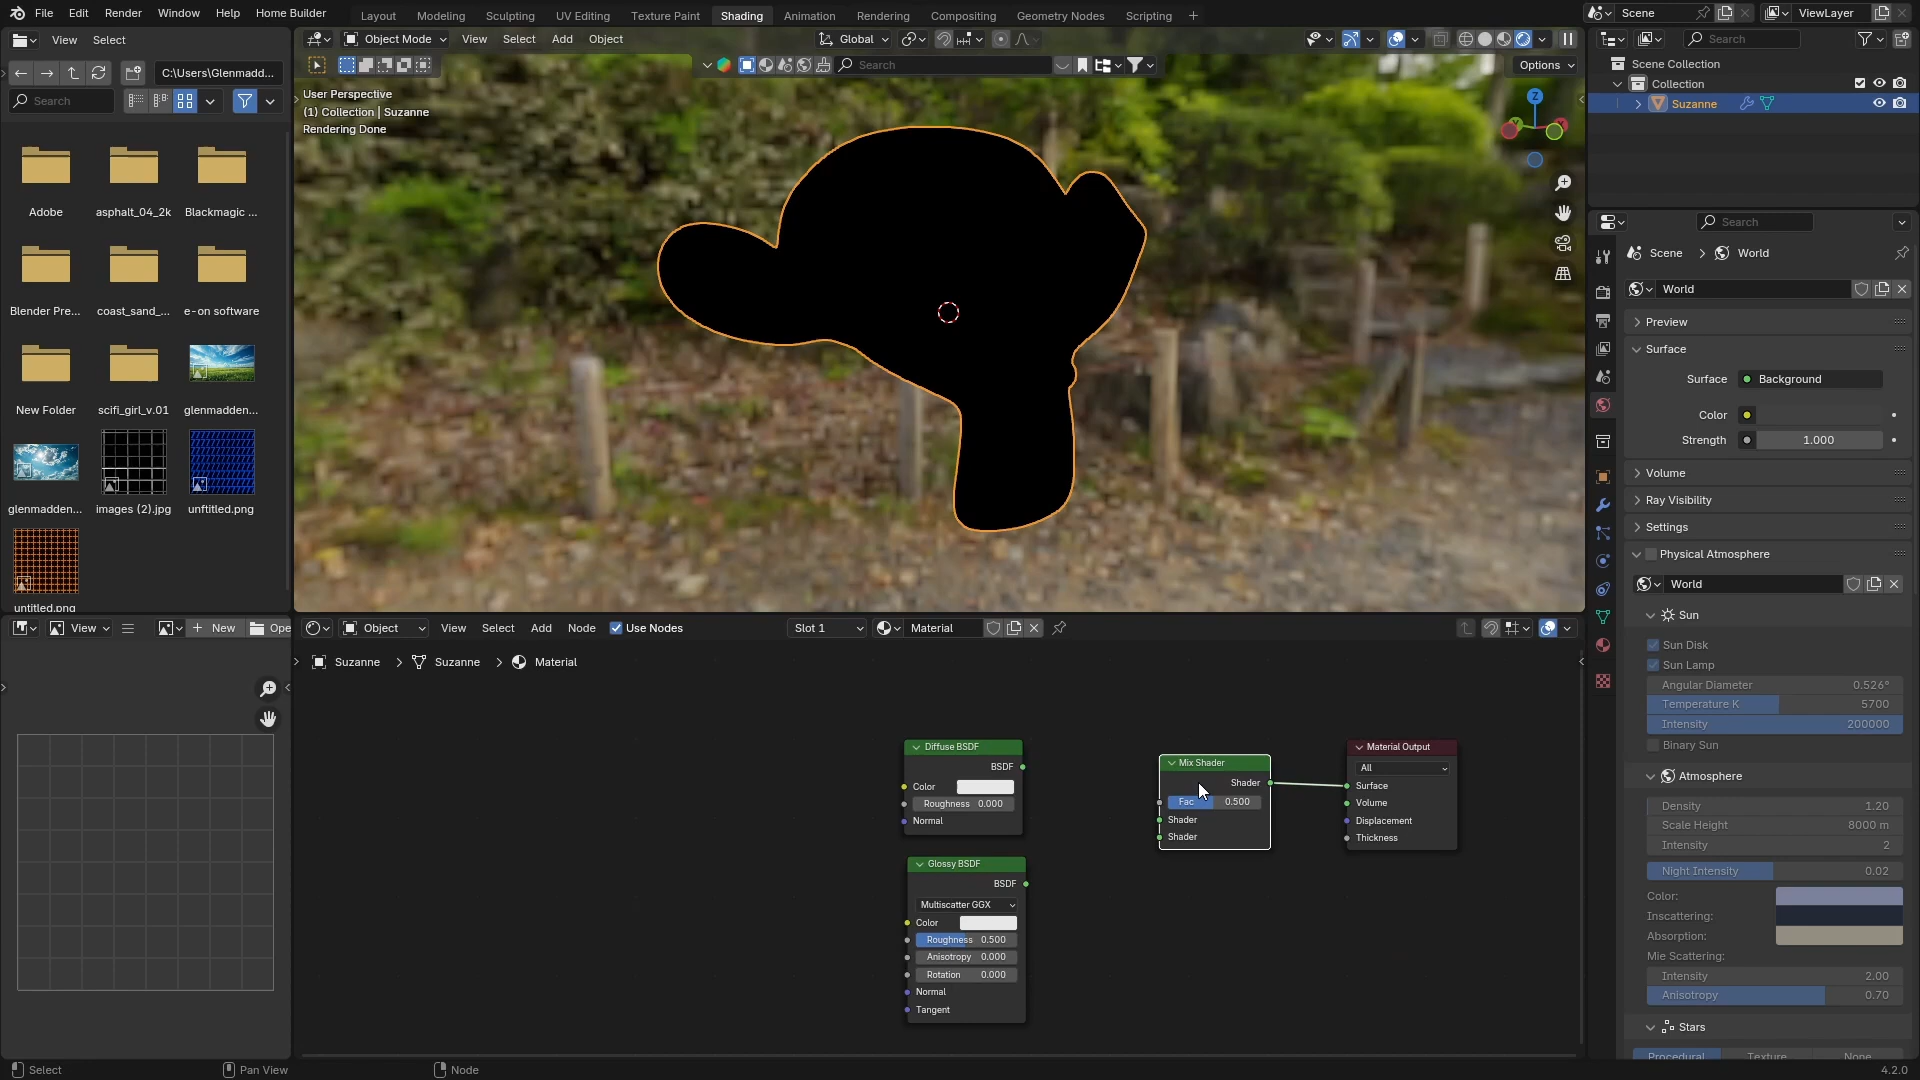 File Edit Render Window Help Home Builder Layout Modeling Sculpting UV Editing Texture Paint Shading Animation Rendering Compositing Geometry Nodes Scripting Scene ViewLayer
View Select Object Mode View Select Add Object Global Search
C:\Users\Glenmadd... Search Options
Search
User Perspective
(1) Collection | Suzanne
Rendering Done
Adobe asphalt_04_2k Blackmagic ...
Blender Pre... coast_sand_... e-on software
New Folder scifi_girl_v.01 glenmadden...
glenmadden... images (2).jpg unftitled.png
untitled.png
Z
Scene Collection
Collection
Suzanne
Search
Scene World
World
Preview
Surface
Surface Background
Color
Strength 1.000
Volume
Ray Visibility
Settings
Physical Atmosphere
World
Sun
Sun Disk
Sun Lamp
Angular Diameter 0.526°
Temperature K 5700
Intensity 200000
Binary Sun
Atmosphere
Density 1.20
Scale Height 8000 m
Intensity 2
Night Intensity 0.02
Color:
Inscattering:
Absorption:
Mie Scattering:
Intensity 2.00
Anisotropy 0.70
Stars
Procedural Texture None
View New Ope Object View Select Add Node Use Nodes Slot 1 Material
Suzanne Suzanne Material
Diffuse BSDF
BSDF
Color
Roughness 0.000
Normal
Glossy BSDF
BSDF
Multiscatter GGX
Color
Roughness 0.500
Anisotropy 0.000
Rotation 0.000
Normal
Tangent
Mix Shader
Shader
Fac 0.500
Shader
Shader
Material Output
All
Surface
Volume
Displacement
Thickness
Select Pan View Node 4.2.0